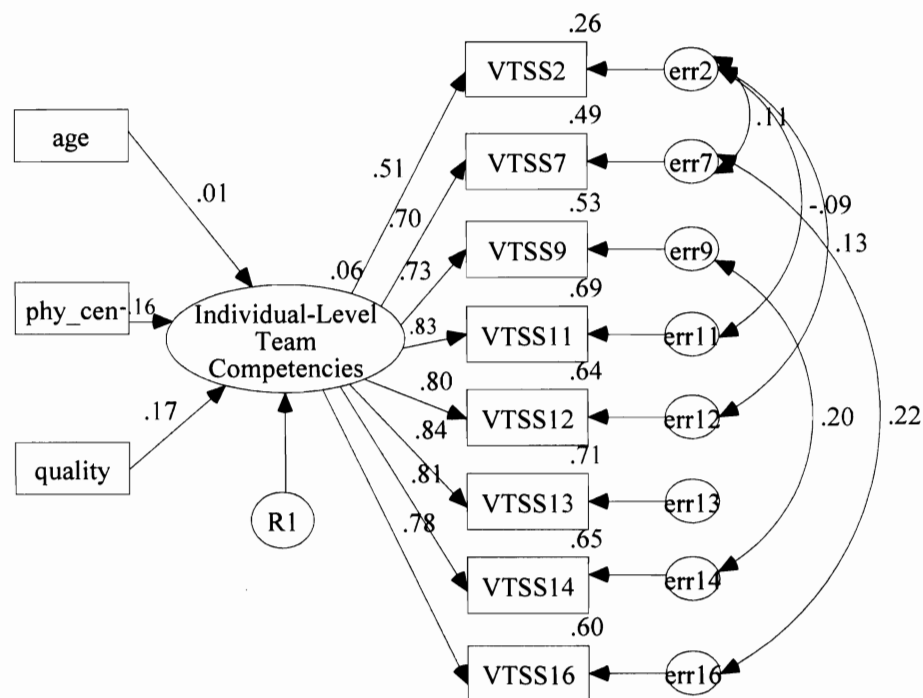 .26
VTSS2
err2
.11
age
.49
VTSS7
err7
.51
.01
.70
.53
-.09
VTSS9
err9
.13
.06
.73
.69
phy_cen
-.16
Individual-Level
Team
Competencies
.83
VTSS11
err11
.64
.80
VTSS12
err12
.20
.22
.17
.84
.71
quality
.81
VTSS13
err13
R1
.78
.65
VTSS14
err14
.60
VTSS16
err16